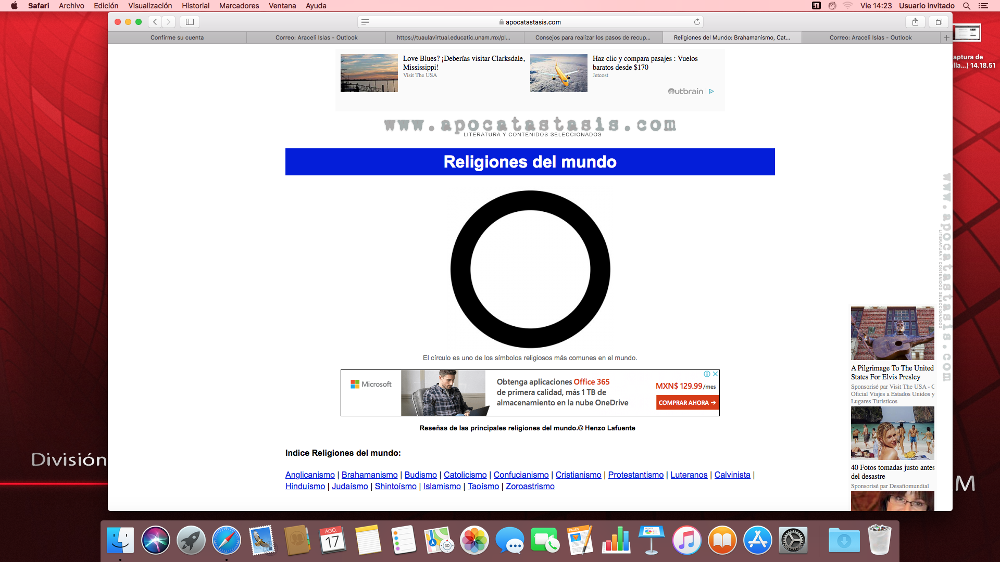 Safari Archivo Edición Visualización Historial Marcadores Ventana Ayuda
Vie 14:23 Usuario invitado
apocatastasis.com
Confirme su cuenta
Correo: Araceli Islas - Outlook
https://tuaulavirtual.educatic.unam.mx/pl...
Consejos para realizar los pasos de recup...
Religiones del Mundo: Brahamanismo, Cat...
Correo: Araceli Islas - Outlook
aptura de
lla...) 14.18.51
Love Blues? ¡Deberías visitar Clarksdale,
Mississippi!
Visit The USA
Haz clic y compara pasajes : Vuelos
baratos desde $170
Jetcost
Outbrain
www.apocatastasis.com
LITERATURA Y CONTENIDOS SELECCIONADOS
Religiones del mundo
El círculo es uno de los símbolos religiosos más comunes en el mundo.
Microsoft
Obtenga aplicaciones Office 365
de primera calidad, más 1 TB de
almacenamiento en la nube OneDrive
MXN$ 129.99/mes
COMPRAR AHORA →
Reseñas de las principales religiones del mundo.© Henzo Lafuente
Indice Religiones del mundo:
Anglicanismo | Brahamanismo | Budismo | Catolicismo | Confucianismo | Cristianismo | Protestantismo | Luteranos | Calvinista |
Hinduísmo | Judaísmo | Shintoísmo | Islamismo | Taoísmo | Zoroastrismo
www.apocatastasis.com
LITERATURA Y CONTENIDOS SELECCIONADOS
A Pilgrimage To The United
States For Elvis Presley
Sponsorisé par Visit The USA - C
Oficial Viajes a Estados Unidos y
Lugares Turisticos
40 Fotos tomadas justo antes
del desastre
Sponsorisé par Desafiomundial
División
M
AGO.
17
3D
PAGES